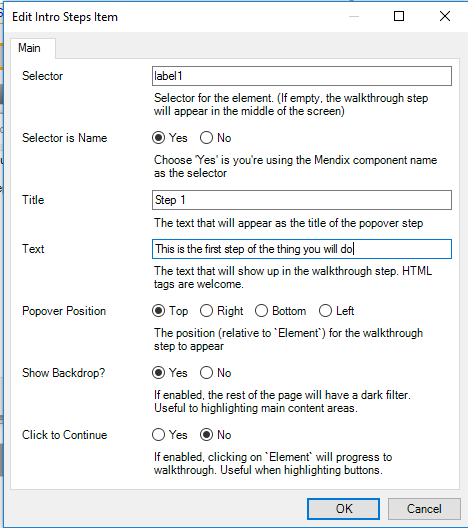 Edit Intro Steps Item
Main
Selector
label1
Selector for the element. (If empty, the walkthrough step
will appear in the middle of the screen)
Selector is Name
Yes No
Choose 'Yes' is you're using the Mendix component name
as the selector
Title
Step 1
The text that will appear as the title of the popover step
Text
This is the first step of the thing you will do
The text that will show up in the walkthrough step. HTML
tags are welcome.
Popover Position
Top Right Bottom Left
The position (relative to `Element`) for the walkthrough
step to appear
Show Backdrop?
Yes No
If enabled, the rest of the page will have a dark filter.
Useful to highlighting main content areas.
Click to Continue
Yes No
If enabled, clicking on `Element` will progress to
walkthrough. Useful when highlighting buttons.
OK Cancel